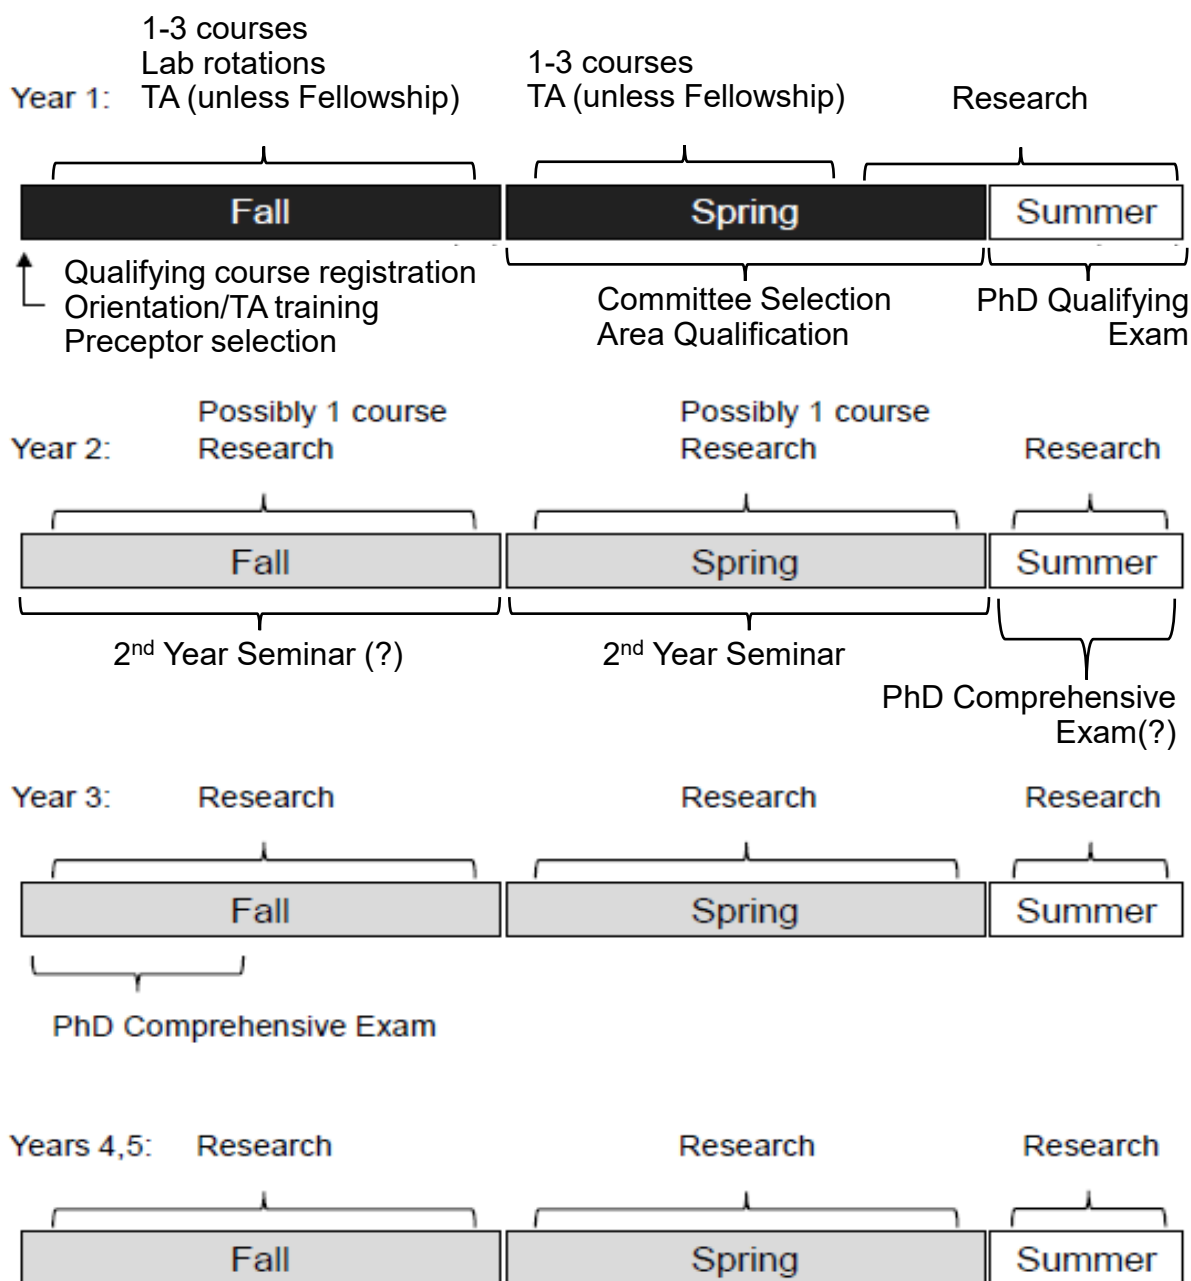 1-3 courses
Lab rotations
Year 1: TA (unless Fellowship)
1-3 courses
TA (unless Fellowship)
Research
Fall
Spring
Summer
Qualifying course registration
Orientation/TA training
Preceptor selection
Committee Selection
Area Qualification
PhD Qualifying
Exam
Possibly 1 course
Year 2: Research
Possibly 1 course
Research
Research
Fall
Spring
Summer
2nd Year Seminar (?)
2nd Year Seminar
PhD Comprehensive
Exam(?)
Year 3: Research
Research
Research
Fall
Spring
Summer
PhD Comprehensive Exam
Years 4,5: Research
Research
Research
Fall
Spring
Summer